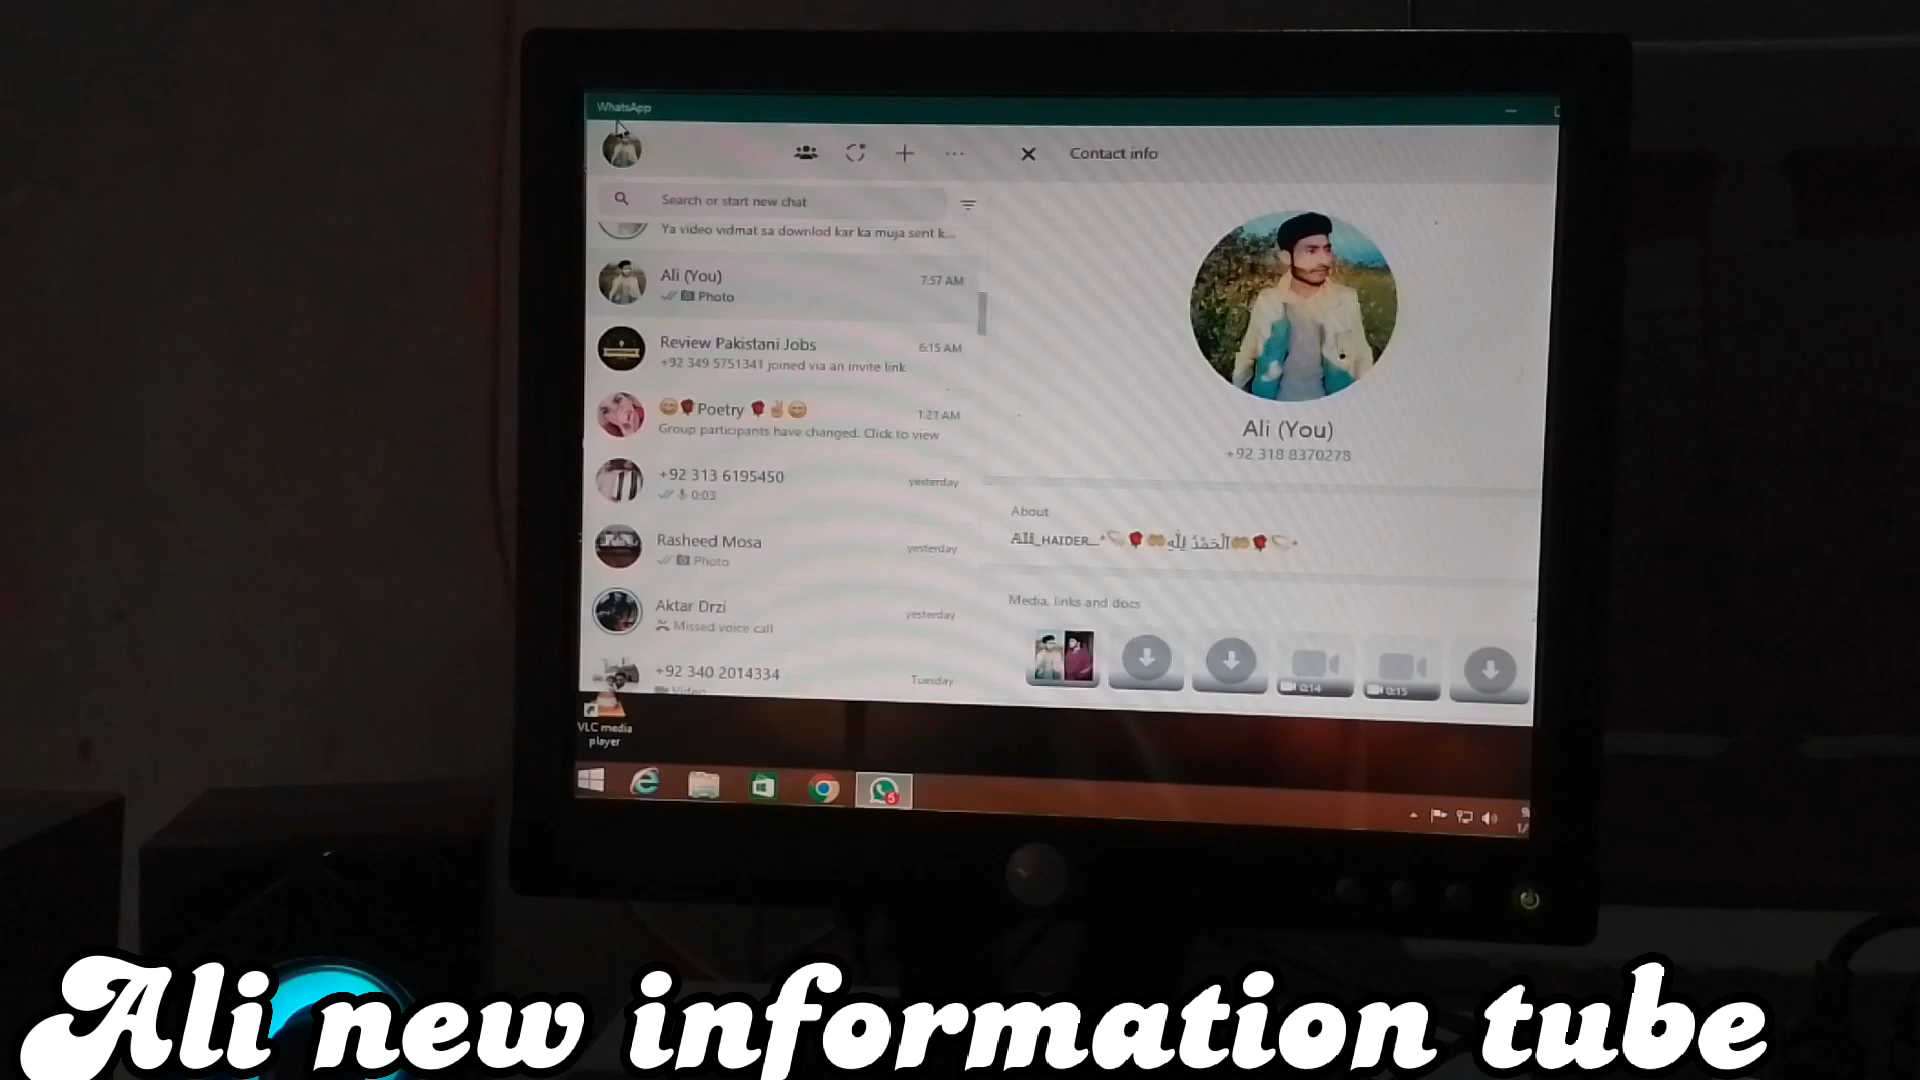 WhatsApp
Contact info
Search or start new chat
Ya video vidmat sa downlod kar ka muja sent k...
Ali (You)
7:57 AM
Photo
Review Pakistani Jobs
6:15 AM
+92 349 5751341 joined via an invite link
😊🌹Poetry 🌹✌😊
1:21 AM
Group participants have changed. Click to view
+92 313 6195450
yesterday
0:03
Rasheed Mosa
yesterday
Photo
Aktar Drzi
yesterday
Missed voice call
+92 340 2014334
Tuesday
Video
Ali (You)
+92 318 8370278
About
Ali_HAIDER_
اَلْحَمْدُ لِلّٰهِ
Media, links and docs
0:14
0:15
VLC media
player
5
Ali new information tube